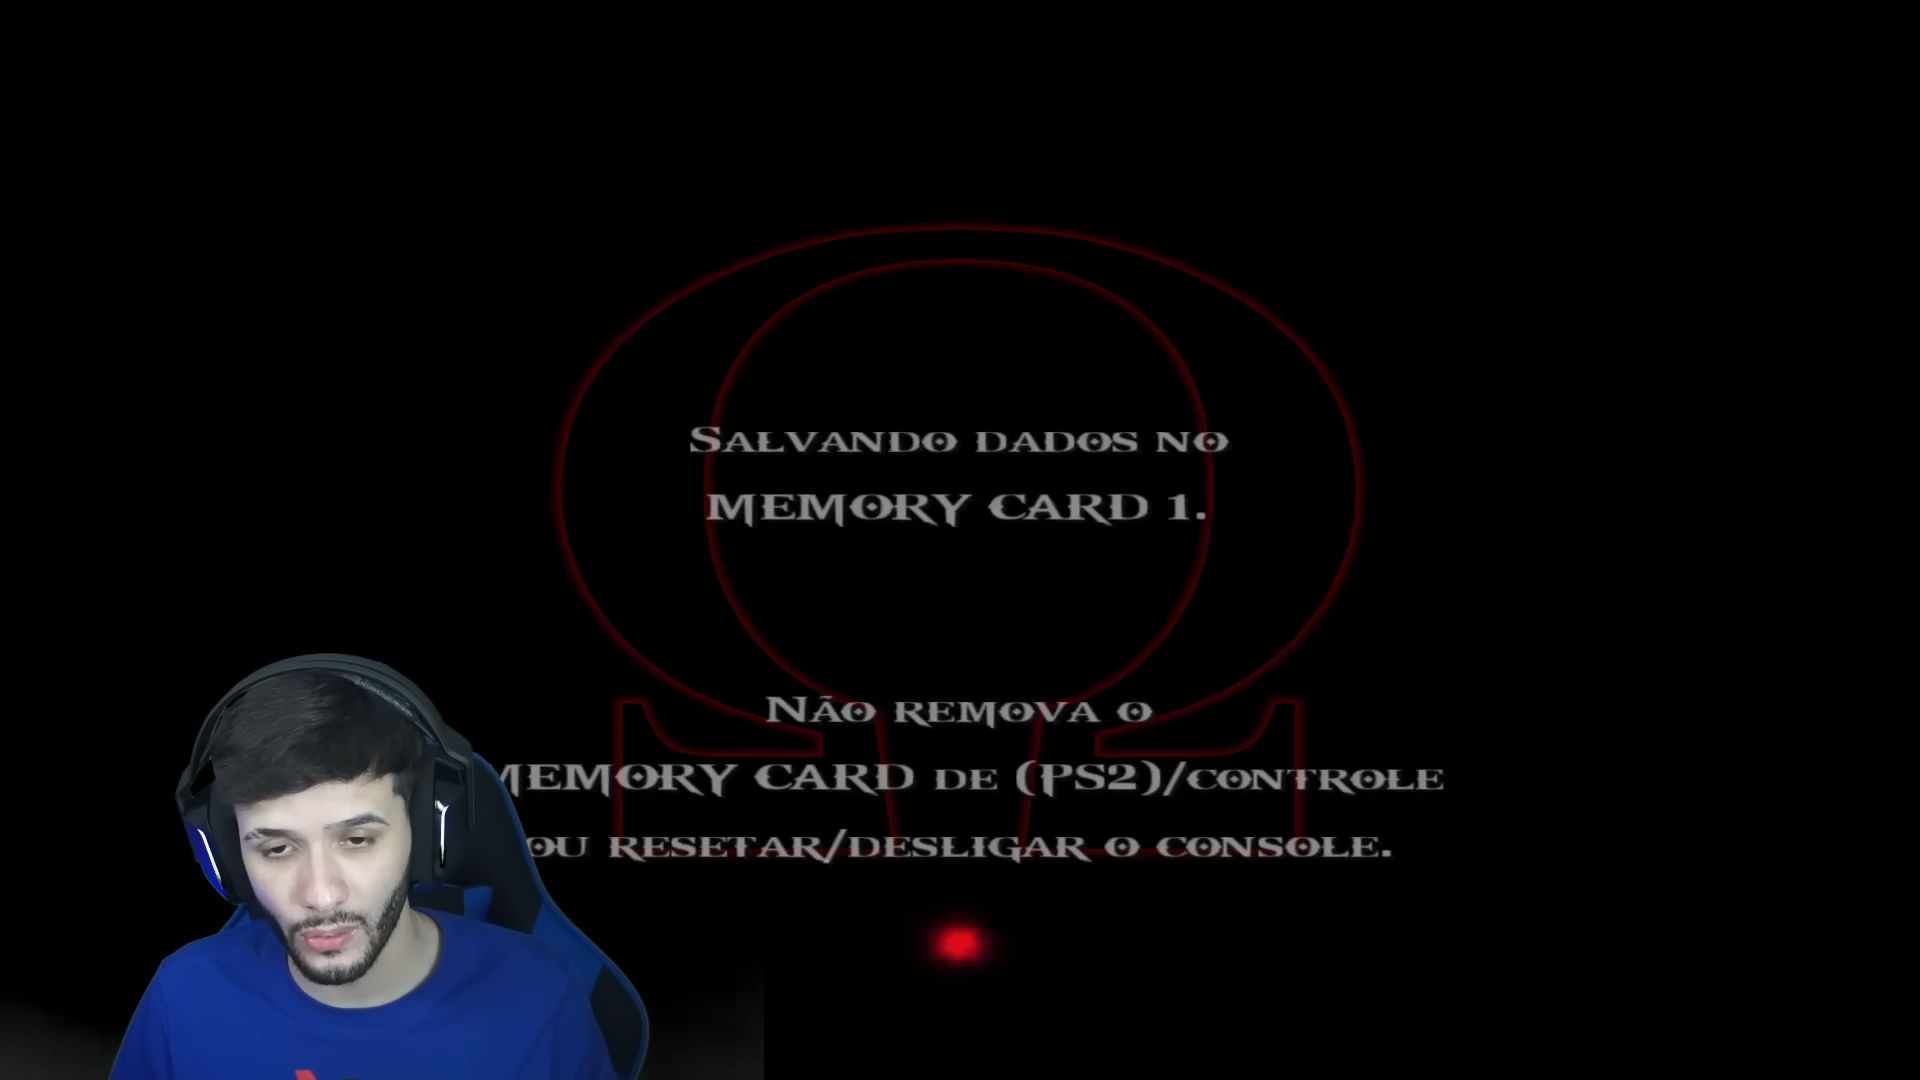 Salvando dados no
MEMORY CARD 1.
Não remova o
MEMORY CARD de (PS2)/controle
ou resetar/desligar o console.